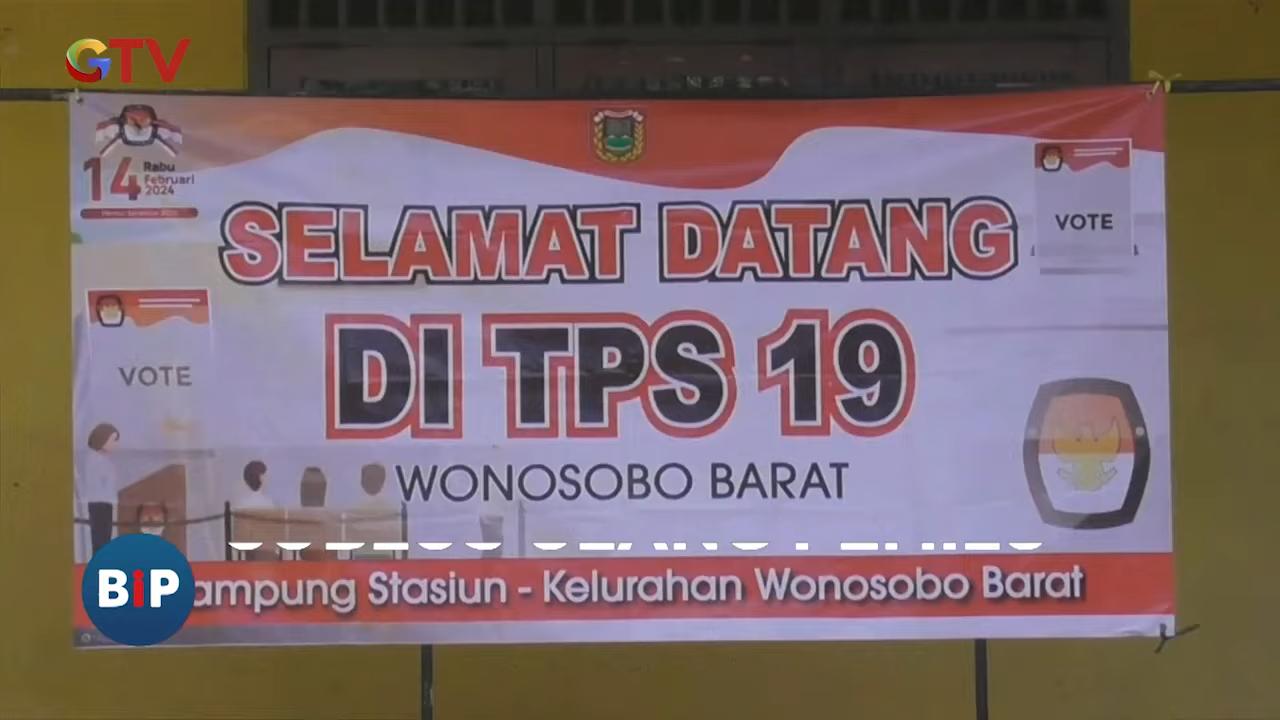 GTV
14 Rabu
Februari
2024
VOTE
SELAMAT DATANG
DI TPS 19
VOTE
WONOSOBO BARAT
BiP
ampung Stasiun - Kelurahan Wonosobo Barat